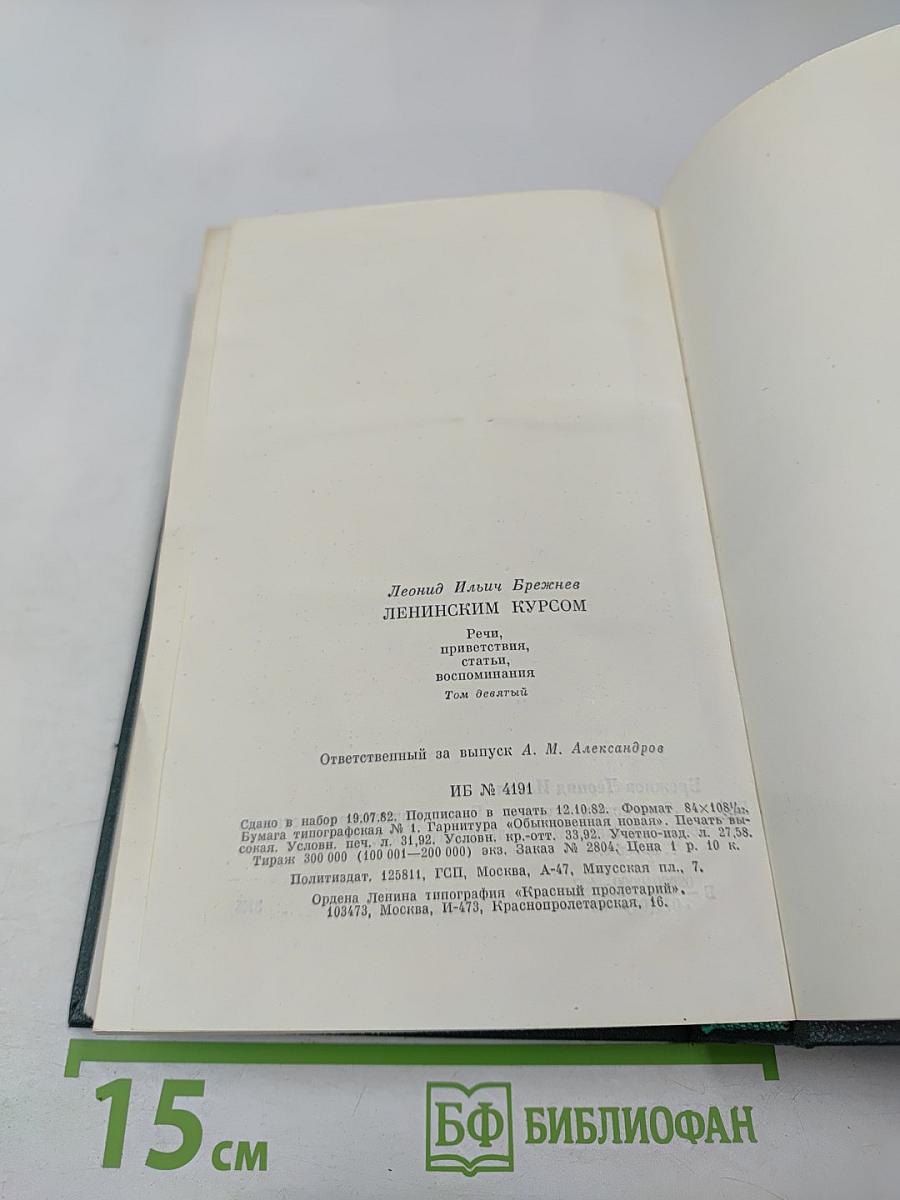 Леонид Ильич Брежнев
ЛЕНИНСКИМ КУРСОМ
Речи,
приветствия,
статьи,
воспоминания
Том девятый
Ответственный за выпуск А. М. Александров
ИБ № 4191
Сдано в набор 19.07.82. Подписано в печать 12.10.82. Формат 84×108¹/₃₂.
Бумага типографская № 1. Гарнитура «Обыкновенная новая». Печать вы-
сокая. Условн. печ. л. 31,92. Условн. кр.-отт. 33,92. Учетно-изд. л. 27,58.
Тираж 300 000 (100 001—200 000) экз. Заказ № 2804. Цена 1 р. 10 к.
Политиздат. 125811, ГСП, Москва, А-47, Миусская пл., 7.
Ордена Ленина типография «Красный пролетарий».
103473, Москва, И-473, Краснопролетарская, 16.
15 см
БФ БИБЛИОФАН